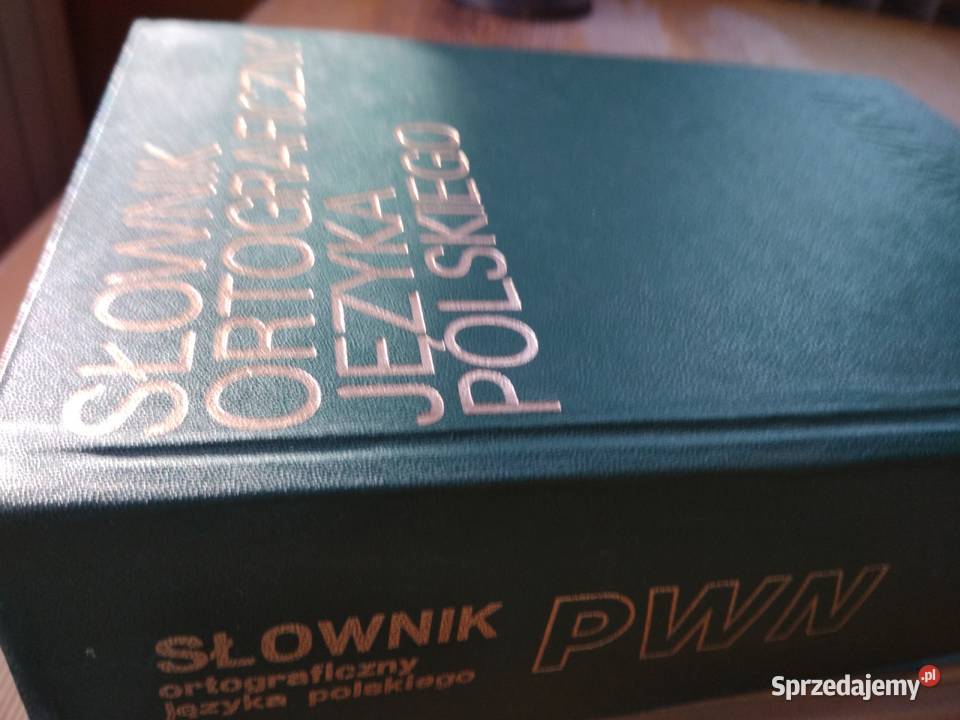 SŁOWNIK
ORTOGRAFICZNY
JĘZYKA
POLSKIEGO
SŁOWNIK
ortograficzny
języka polskiego
PWN
Sprzedajemy.pl